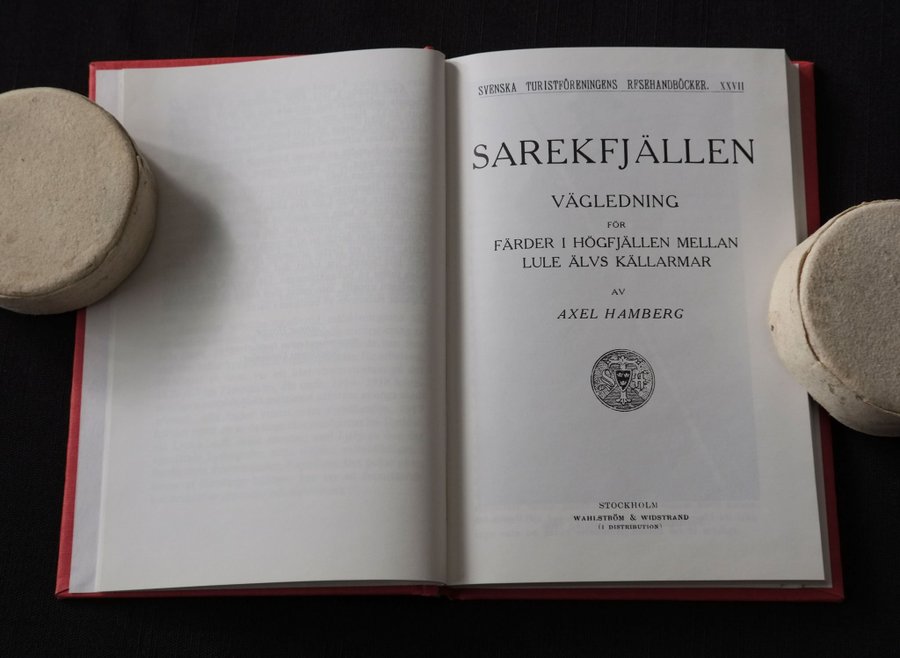 SVENSKA TURISTFÖRENINGENS RESEHANDBÖCKER. XXVII
SAREKFJÄLLEN
VÄGLEDNING
FÖR
FÄRDER I HÖGFJÄLLEN MELLAN
LULE ÄLVS KÄLLARMAR
AV
AXEL HAMBERG
STOCKHOLM
WAHLSTRÖM & WIDSTRAND
(I DISTRIBUTION)